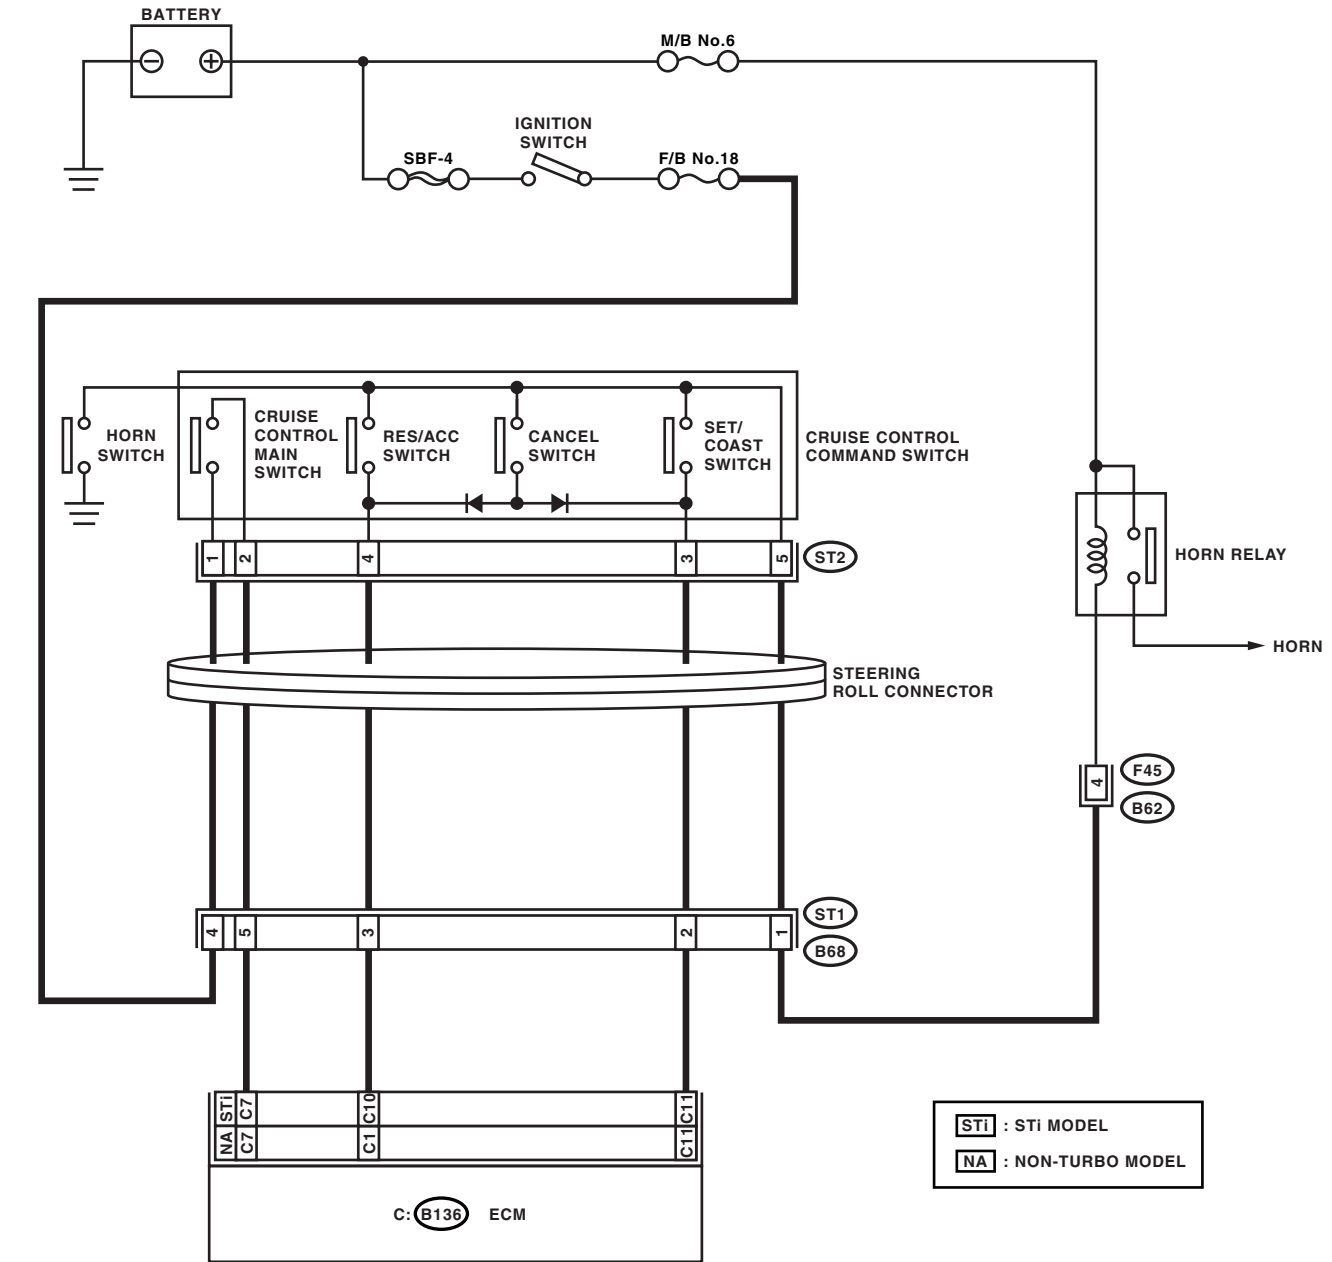 BATTERY
M/B No.6
IGNITION
SWITCH
SBF-4
F/B No.18
HORN
SWITCH
CRUISE
CONTROL
MAIN
SWITCH
RES/ACC
SWITCH
CANCEL
SWITCH
SET/
COAST
SWITCH
CRUISE CONTROL
COMMAND SWITCH
1 2 4 3 5
ST2
HORN RELAY
HORN
STEERING
ROLL CONNECTOR
4
F45
B62
4 5 3 2 1
ST1
B68
STi C7 C10 C11
NA C7 C1 C11
C: B136 ECM
STi : STi MODEL
NA : NON-TURBO MODEL